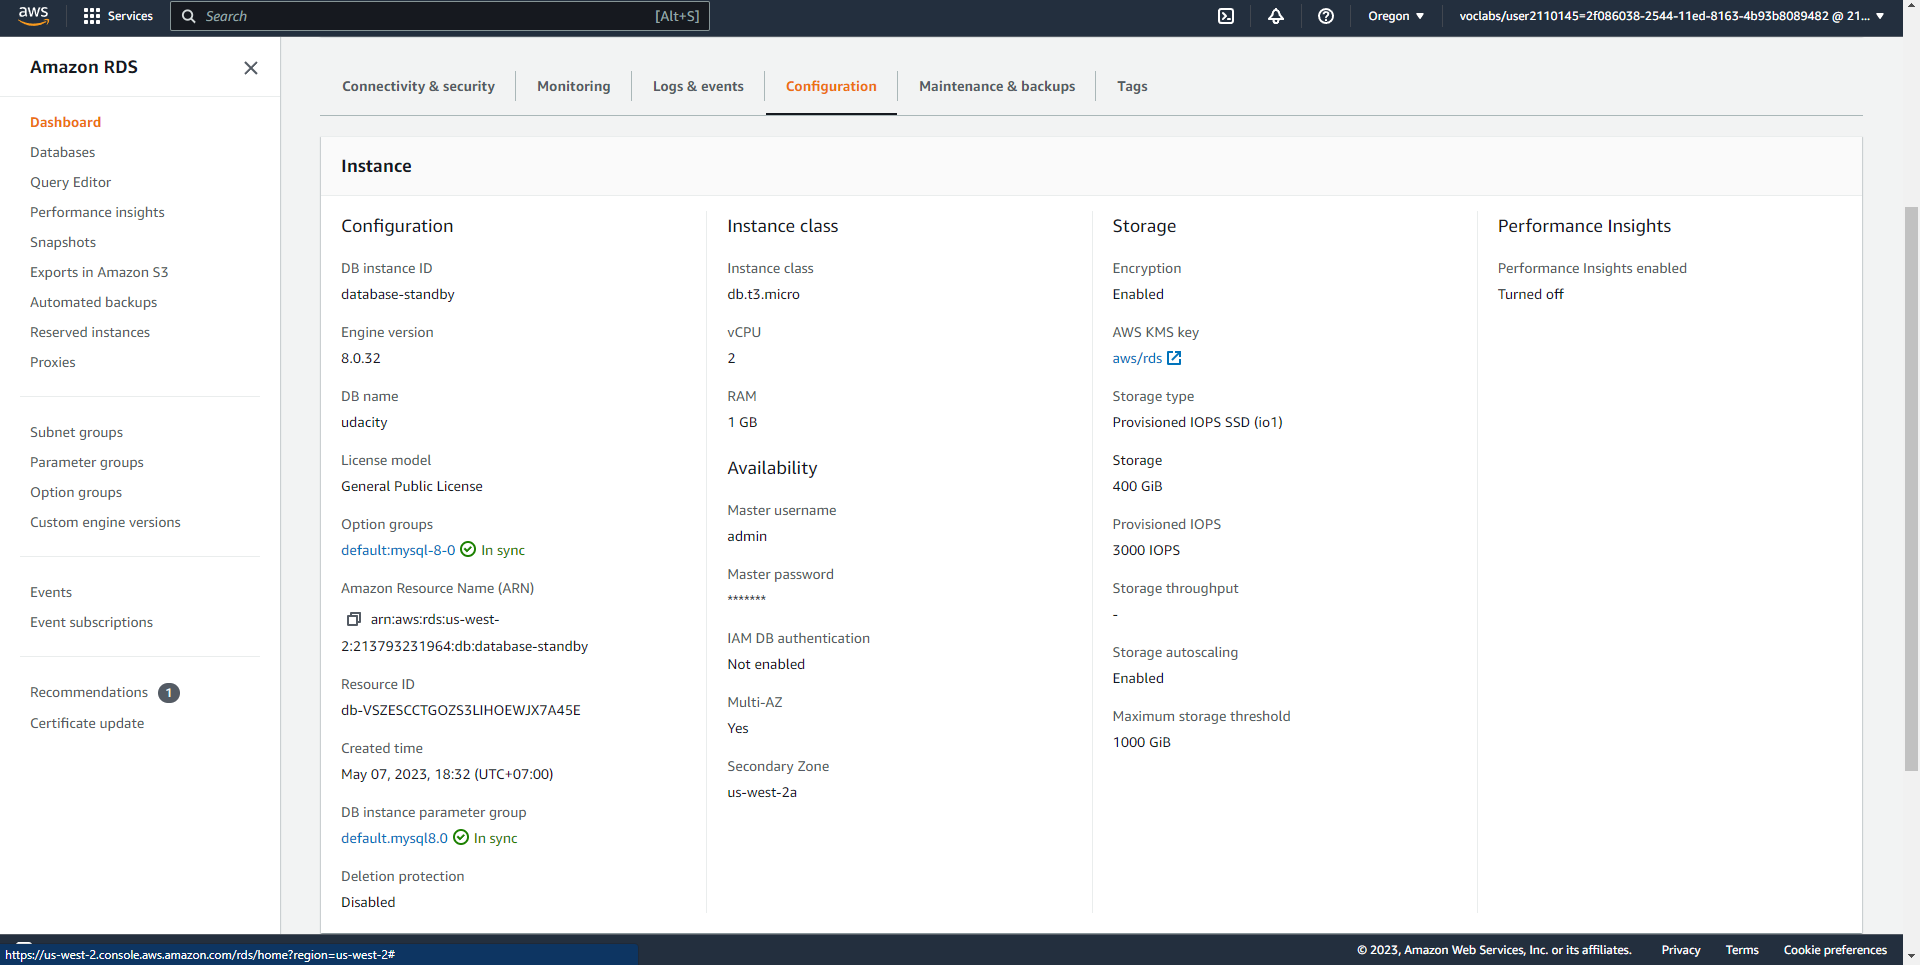 aws
Services
Search
[Alt+S]
Oregon
voclabs/user2110145=2f086038-2544-11ed-8163-4b93b8089482 @ 21...
Amazon RDS
Dashboard
Databases
Query Editor
Performance insights
Snapshots
Exports in Amazon S3
Automated backups
Reserved instances
Proxies
Subnet groups
Parameter groups
Option groups
Custom engine versions
Events
Event subscriptions
Recommendations 1
Certificate update
Connectivity & security
Monitoring
Logs & events
Configuration
Maintenance & backups
Tags
Instance
Configuration
DB instance ID
database-standby
Engine version
8.0.32
DB name
udacity
License model
General Public License
Option groups
default:mysql-8-0 In sync
Amazon Resource Name (ARN)
arn:aws:rds:us-west-
2:213793231964:db:database-standby
Resource ID
db-VSZESCCTGOZS3LIHOEWJX7A45E
Created time
May 07, 2023, 18:32 (UTC+07:00)
DB instance parameter group
default.mysql8.0 In sync
Deletion protection
Disabled
Instance class
Instance class
db.t3.micro
vCPU
2
RAM
1 GB
Availability
Master username
admin
Master password
*******
IAM DB authentication
Not enabled
Multi-AZ
Yes
Secondary Zone
us-west-2a
Storage
Encryption
Enabled
AWS KMS key
aws/rds
Storage type
Provisioned IOPS SSD (io1)
Storage
400 GiB
Provisioned IOPS
3000 IOPS
Storage throughput
-
Storage autoscaling
Enabled
Maximum storage threshold
1000 GiB
Performance Insights
Performance Insights enabled
Turned off
https://us-west-2.console.aws.amazon.com/rds/home?region=us-west-2#
© 2023, Amazon Web Services, Inc. or its affiliates.
Privacy
Terms
Cookie preferences